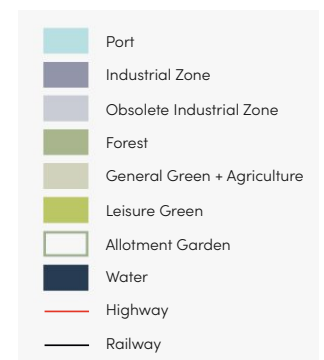 Port
Industrial Zone
Obsolete Industrial Zone
Forest
General Green + Agriculture
Leisure Green
Allotment Garden
Water
Highway
Railway